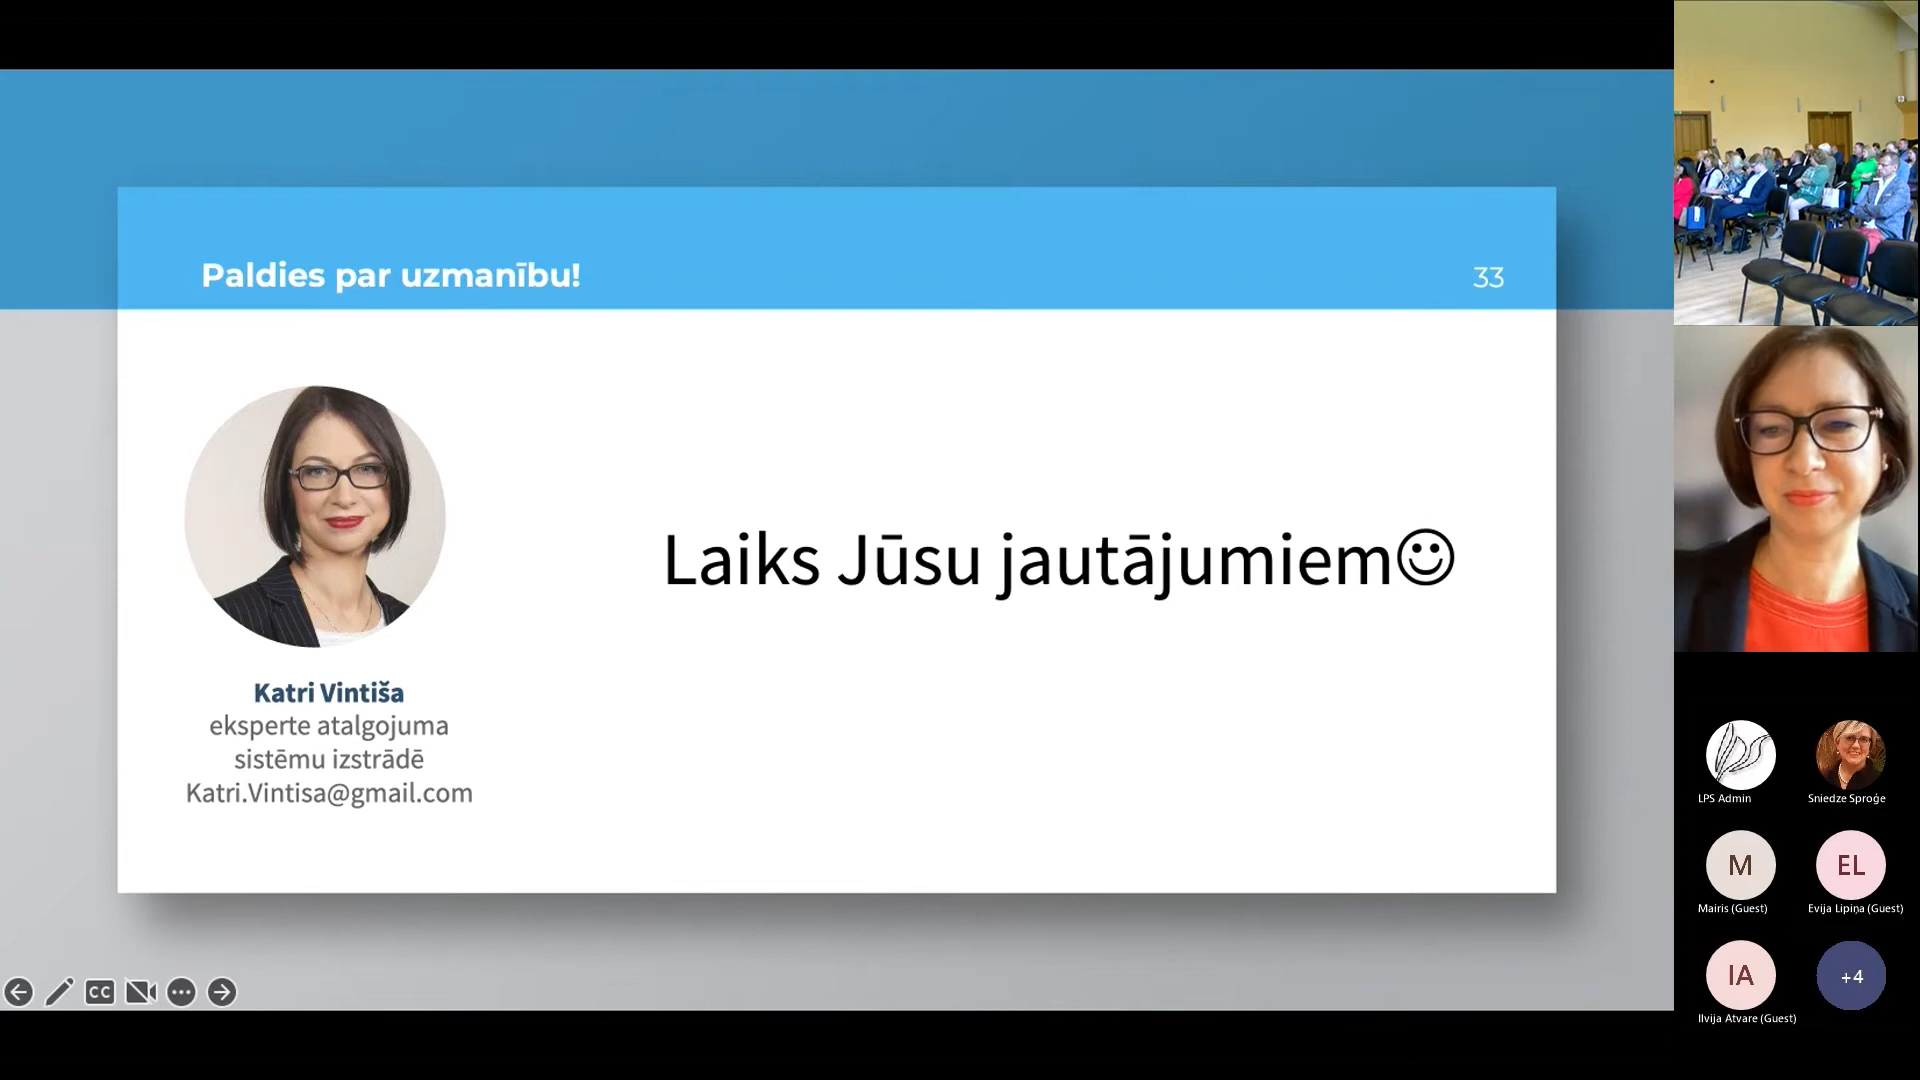 Paldies par uzmanību!
33
Laiks Jūsu jautājumiem☺
Katri Vintiša
eksperte atalgojuma
sistēmu izstrādē
Katri.Vintisa@gmail.com
CC
LPS Admin
Sniedze Sproģe
M
EL
Mairis (Guest)
Evija Lipiņa (Guest)
IA
+4
Ilvija Atvare (Guest)